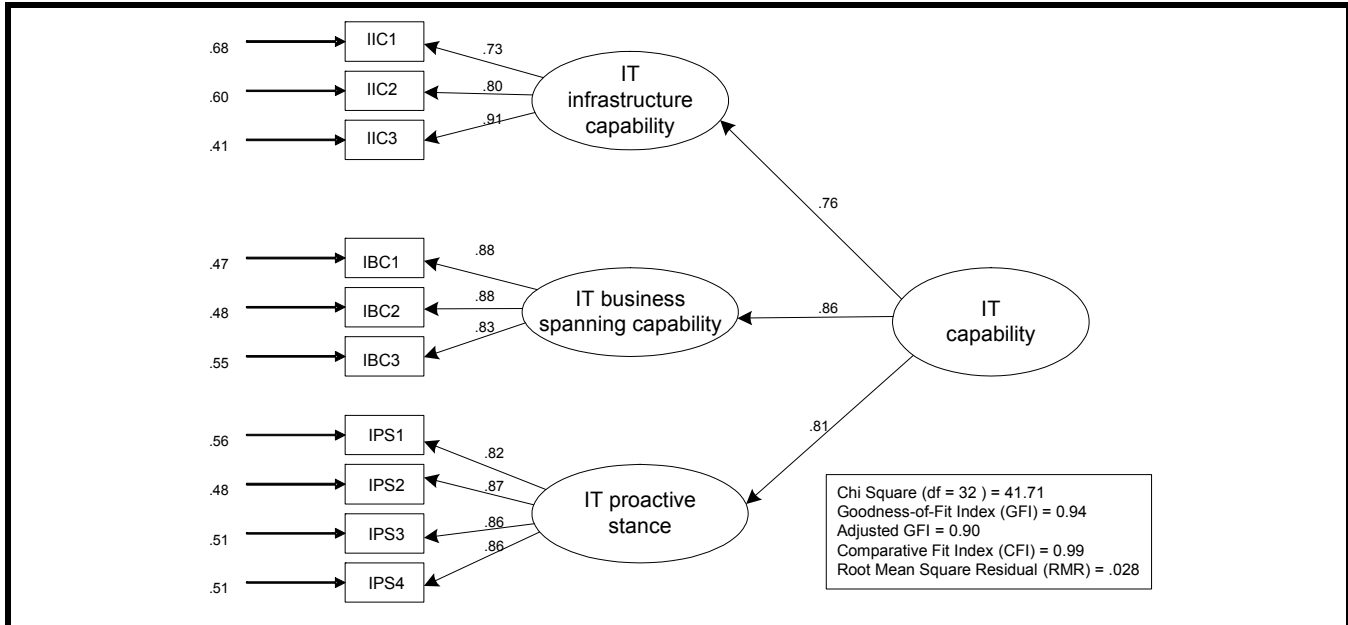 .68
IIC1
.73
.60
IIC2
.80
.41
IIC3
.91
IT
infrastructure
capability
.76
.47
IBC1
.88
.48
IBC2
.88
.55
IBC3
.83
IT business
spanning capability
.86
IT
capability
.81
.56
IPS1
.82
.48
IPS2
.87
.51
IPS3
.86
.51
IPS4
.86
IT proactive
stance
Chi Square (df = 32 ) = 41.71
Goodness-of-Fit Index (GFI) = 0.94
Adjusted GFI = 0.90
Comparative Fit Index (CFI) = 0.99
Root Mean Square Residual (RMR) = .028